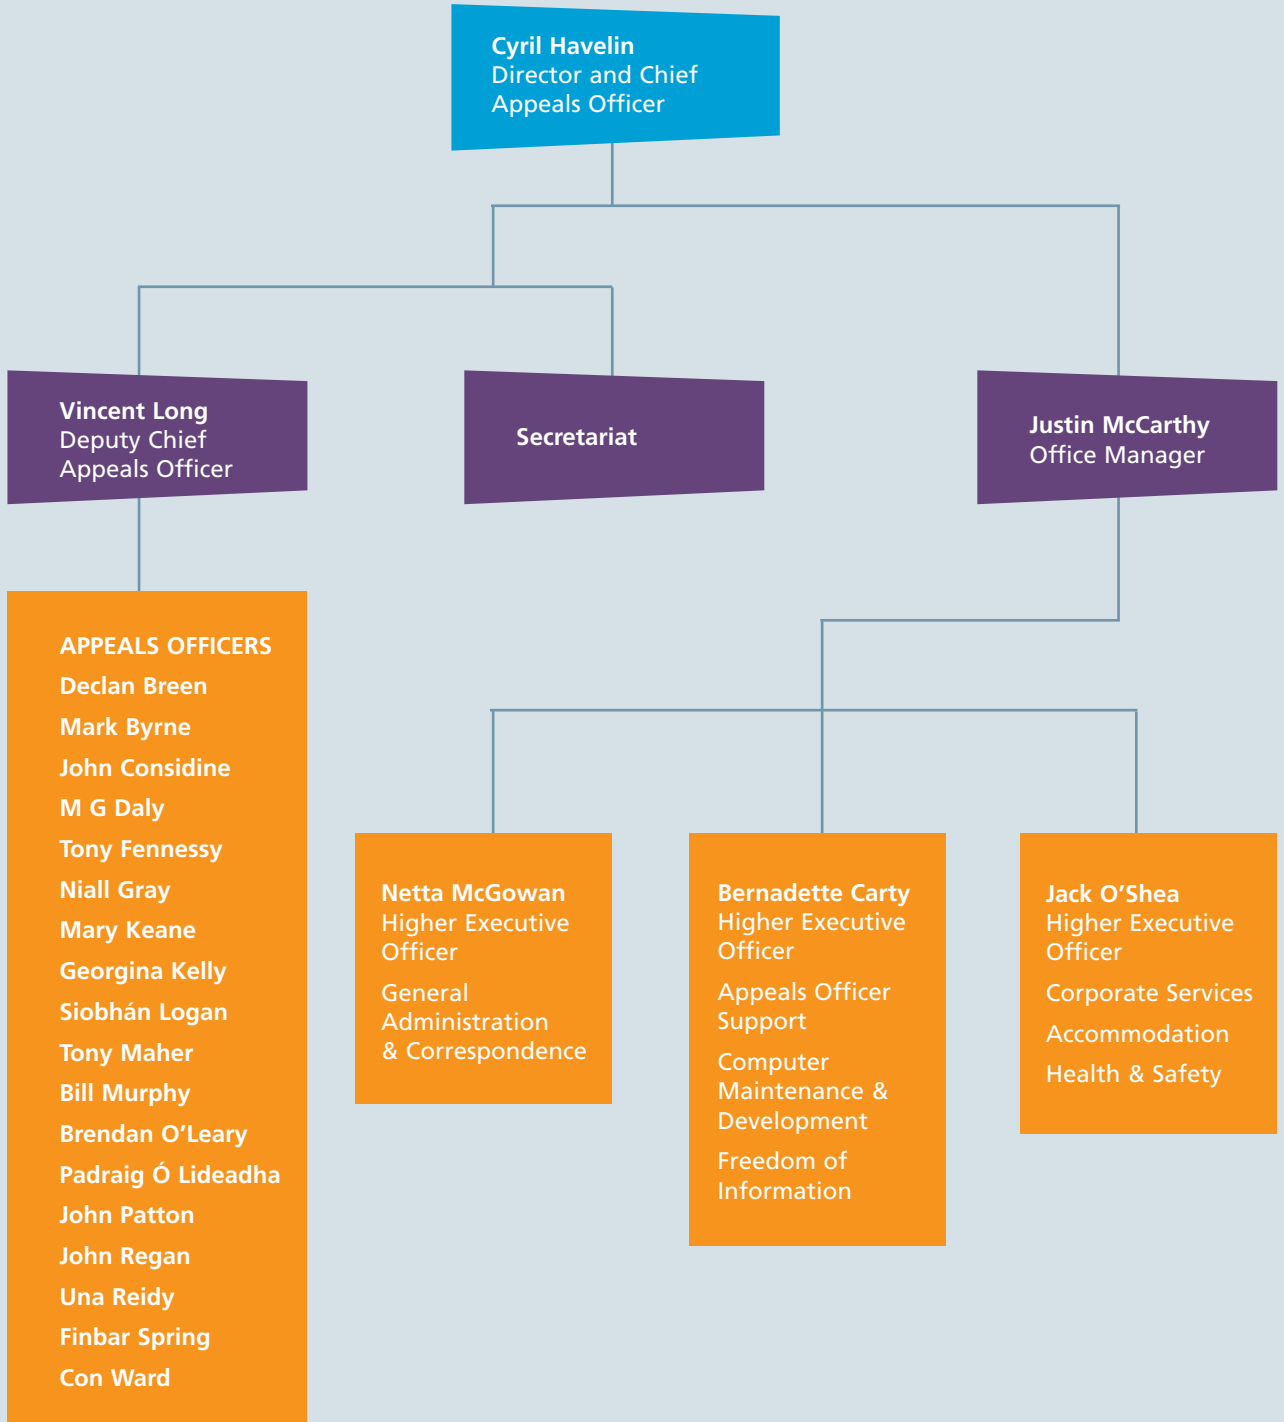 Cyril Havelin
Director and Chief
Appeals Officer
Vincent Long
Deputy Chief
Appeals Officer
Secretariat
Justin McCarthy
Office Manager
APPEALS OFFICERS
Declan Breen
Mark Byrne
John Considine
M G Daly
Tony Fennessy
Niall Gray
Mary Keane
Georgina Kelly
Siobhán Logan
Tony Maher
Bill Murphy
Brendan O’Leary
Padraig Ó Lideadha
John Patton
John Regan
Una Reidy
Finbar Spring
Con Ward
Netta McGowan
Higher Executive
Officer
General
Administration
& Correspondence
Bernadette Carty
Higher Executive
Officer
Appeals Officer
Support
Computer
Maintenance &
Development
Freedom of
Information
Jack O’Shea
Higher Executive
Officer
Corporate Services
Accommodation
Health & Safety